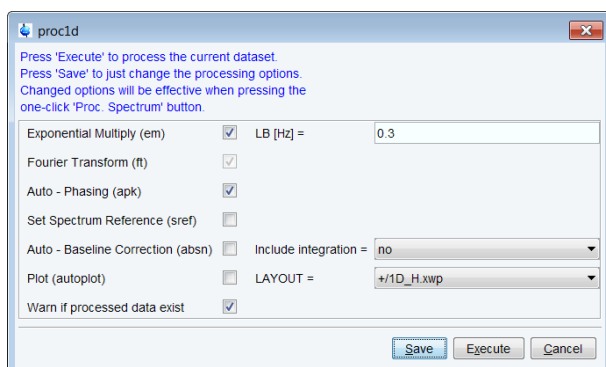 proc1d
Press 'Execute' to process the current dataset.
Press 'Save' to just change the processing options.
Changed options will be effective when pressing the
one-click 'Proc. Spectrum' button.
Exponential Multiply (em) LB [Hz] = 0.3
Fourier Transform (ft)
Auto - Phasing (apk)
Set Spectrum Reference (sref)
Auto - Baseline Correction (absn) Include integration = no
Plot (autoplot) LAYOUT = +/1D_H.xwp
Warn if processed data exist
Save Execute Cancel